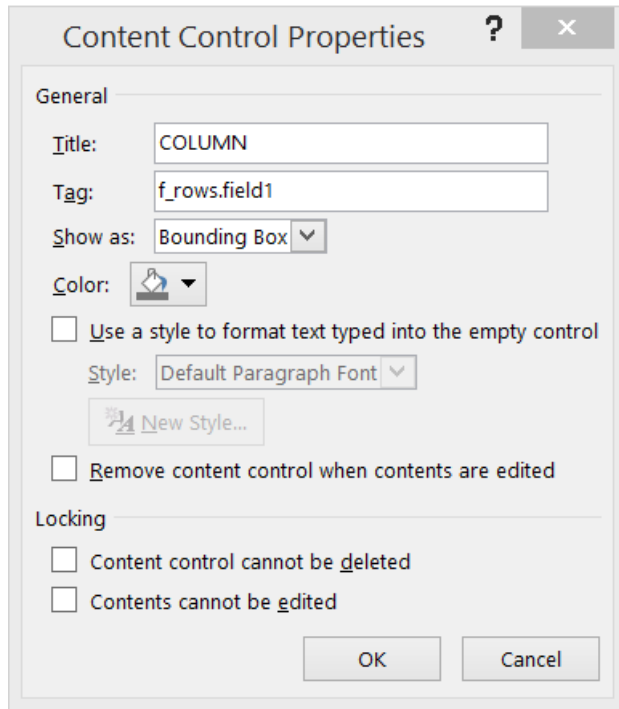 Content Control Properties ? ×
General
Title: COLUMN
Tag: f_rows.field1
Show as: Bounding Box
Color:
Use a style to format text typed into the empty control
Style: Default Paragraph Font
New Style...
Remove content control when contents are edited
Locking
Content control cannot be deleted
Contents cannot be edited
OK Cancel